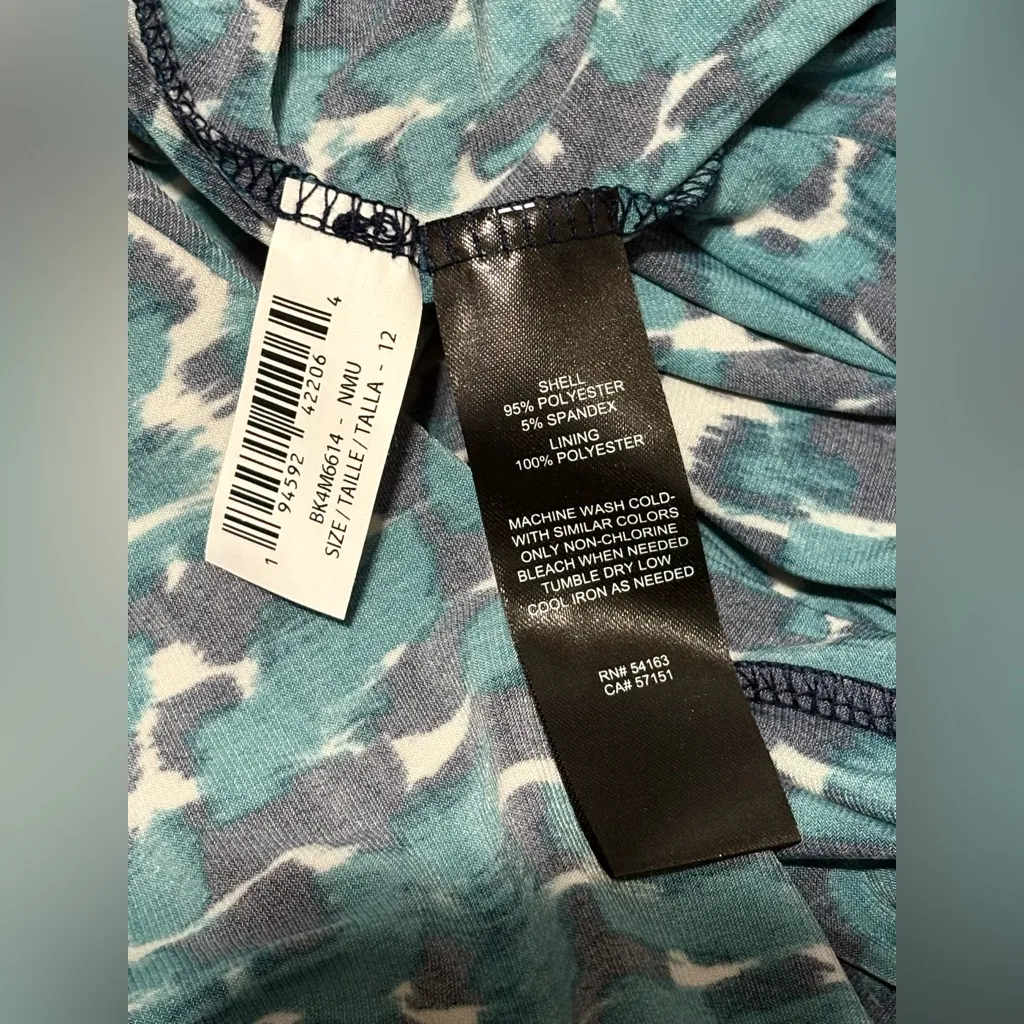 1 94592 42206 4
BK4M6614 - NMU
SIZE / TAILLE / TALLA - 12
SHELL
95% POLYESTER
5% SPANDEX
LINING
100% POLYESTER
MACHINE WASH COLD-
WITH SIMILAR COLORS
ONLY NON-CHLORINE
BLEACH WHEN NEEDED
TUMBLE DRY LOW
COOL IRON AS NEEDED
RN# 54163
CA# 57151